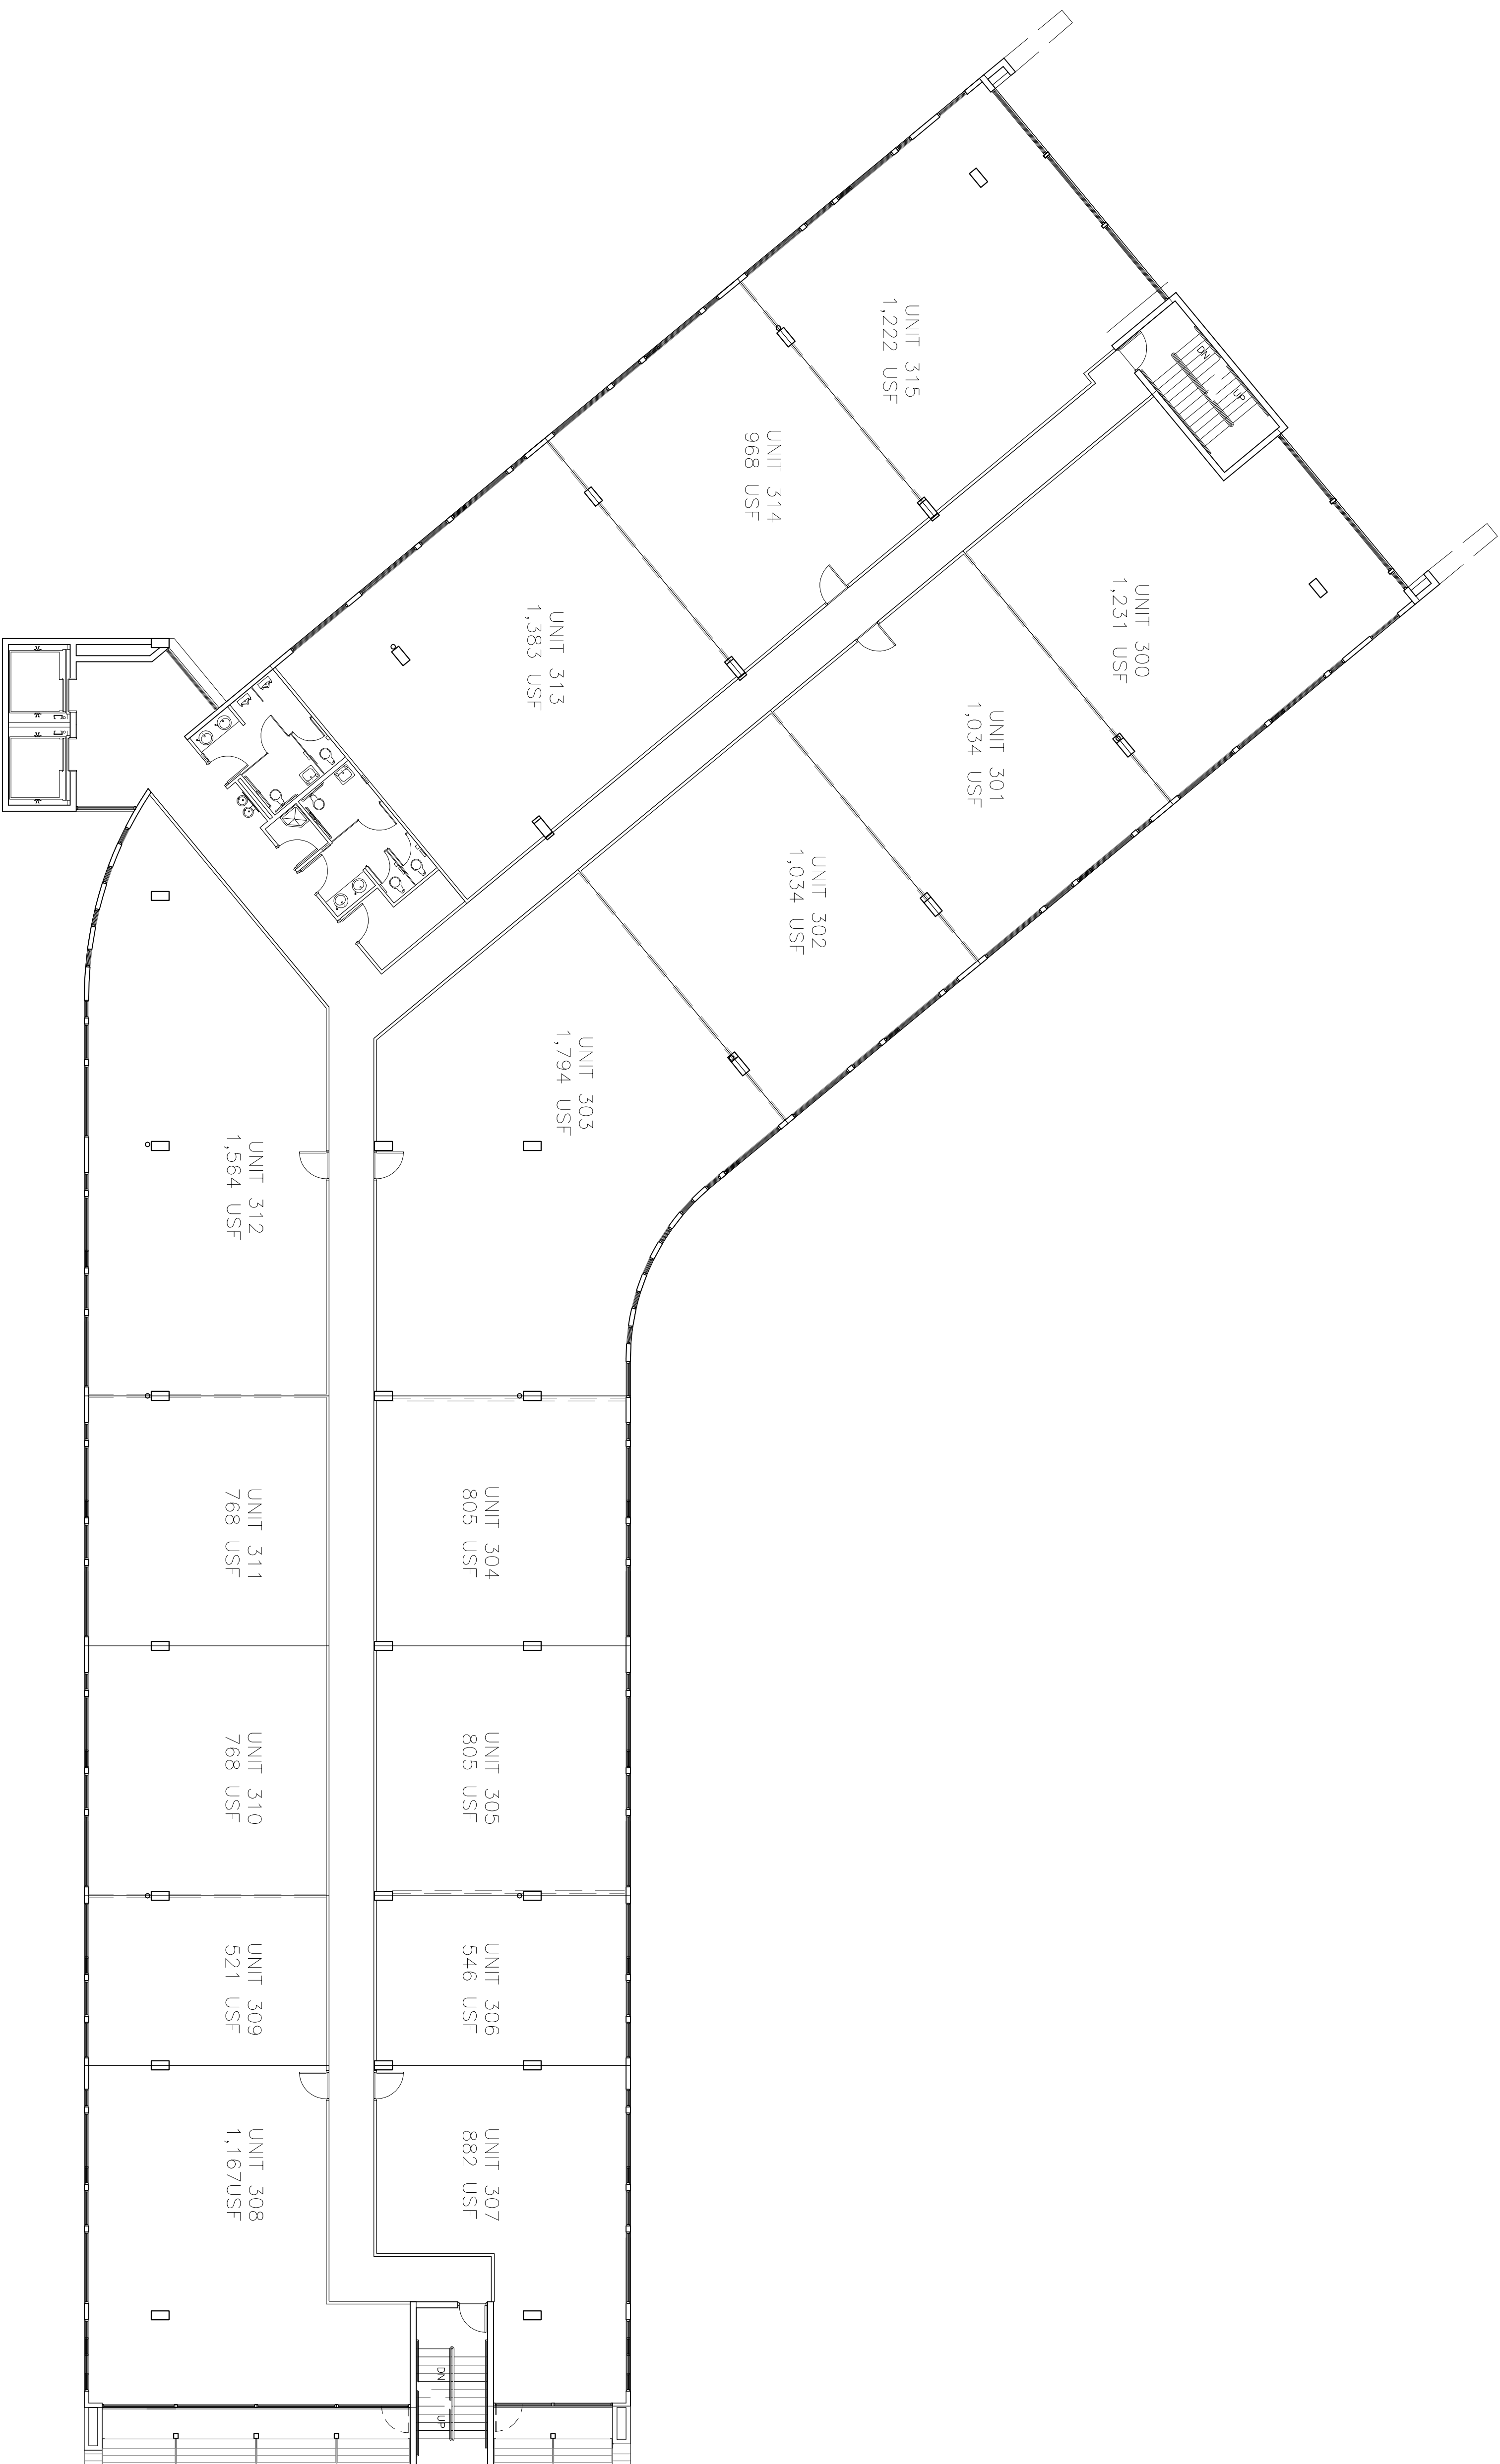 UNIT 300
1,231 USF
UNIT 301
1,034 USF
UNIT 302
1,034 USF
UNIT 303
1,794 USF
UNIT 304
805 USF
UNIT 305
805 USF
UNIT 306
546 USF
UNIT 307
882 USF
UNIT 308
1,167USF
UNIT 309
521 USF
UNIT 310
768 USF
UNIT 311
768 USF
UNIT 312
1,564 USF
UNIT 313
1,383 USF
UNIT 314
968 USF
UNIT 315
1,222 USF
DN
UP
DN
UP